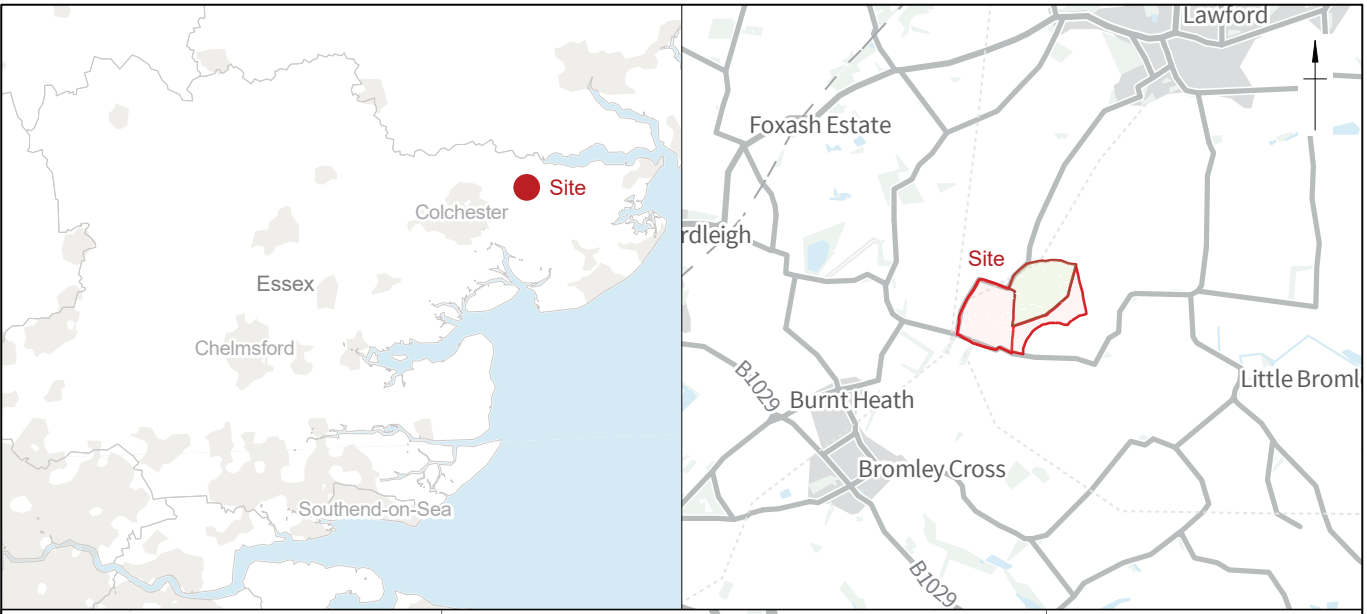 Site
Colchester
Essex
Chelmsford
Southend-on-Sea
Lawford
Foxash Estate
rdleigh
Site
B1029
Burnt Heath
Little Broml
Bromley Cross
B1029